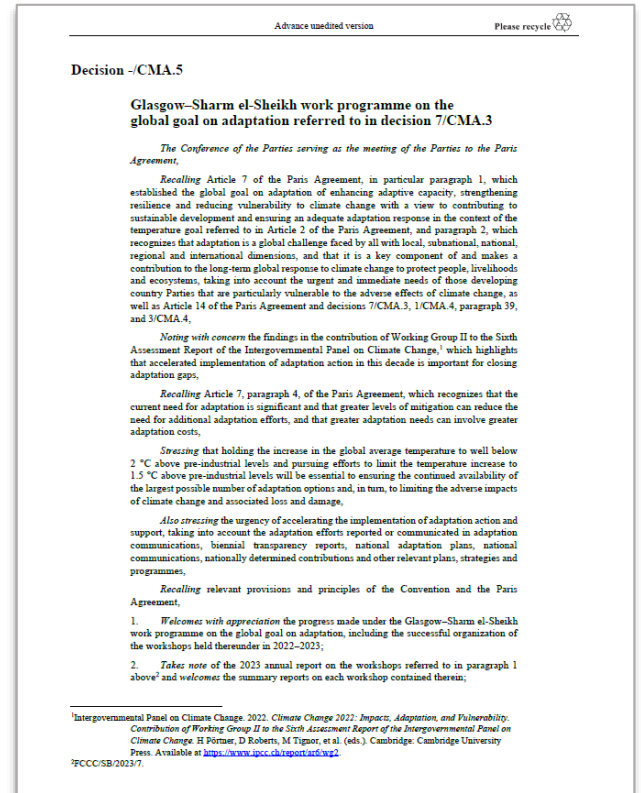 Advance unedited version
Please recycle
Decision -/CMA.5
Glasgow–Sharm el-Sheikh work programme on the
global goal on adaptation referred to in decision 7/CMA.3
The Conference of the Parties serving as the meeting of the Parties to the Paris
Agreement,
Recalling Article 7 of the Paris Agreement, in particular paragraph 1, which
established the global goal on adaptation of enhancing adaptive capacity, strengthening
resilience and reducing vulnerability to climate change with a view to contributing to
sustainable development and ensuring an adequate adaptation response in the context of the
temperature goal referred to in Article 2 of the Paris Agreement, and paragraph 2, which
recognizes that adaptation is a global challenge faced by all with local, subnational, national,
regional and international dimensions, and that it is a key component of and makes a
contribution to the long-term global response to climate change to protect people, livelihoods
and ecosystems, taking into account the urgent and immediate needs of those developing
country Parties that are particularly vulnerable to the adverse effects of climate change, as
well as Article 14 of the Paris Agreement and decisions 7/CMA.3, 1/CMA.4, paragraph 39,
and 3/CMA.4,
Noting with concern the findings in the contribution of Working Group II to the Sixth
Assessment Report of the Intergovernmental Panel on Climate Change,1 which highlights
that accelerated implementation of adaptation action in this decade is important for closing
adaptation gaps,
Recalling Article 7, paragraph 4, of the Paris Agreement, which recognizes that the
current need for adaptation is significant and that greater levels of mitigation can reduce the
need for additional adaptation efforts, and that greater adaptation needs can involve greater
adaptation costs,
Stressing that holding the increase in the global average temperature to well below
2 °C above pre-industrial levels and pursuing efforts to limit the temperature increase to
1.5 °C above pre-industrial levels will be essential to ensuring the continued availability of
the largest possible number of adaptation options and, in turn, to limiting the adverse impacts
of climate change and associated loss and damage,
Also stressing the urgency of accelerating the implementation of adaptation action and
support, taking into account the adaptation efforts reported or communicated in adaptation
communications, biennial transparency reports, national adaptation plans, national
communications, nationally determined contributions and other relevant plans, strategies and
programmes,
Recalling relevant provisions and principles of the Convention and the Paris
Agreement,
1. Welcomes with appreciation the progress made under the Glasgow–Sharm el-Sheikh
work programme on the global goal on adaptation, including the successful organization of
the workshops held thereunder in 2022–2023;
2. Takes note of the 2023 annual report on the workshops referred to in paragraph 1
above2 and welcomes the summary reports on each workshop contained therein;
1Intergovernmental Panel on Climate Change. 2022. Climate Change 2022: Impacts, Adaptation, and Vulnerability.
Contribution of Working Group II to the Sixth Assessment Report of the Intergovernmental Panel on
Climate Change. H Pörtner, D Roberts, M Tignor, et al. (eds.). Cambridge: Cambridge University
Press. Available at https://www.ipcc.ch/report/ar6/wg2.
2FCCC/SB/2023/7.